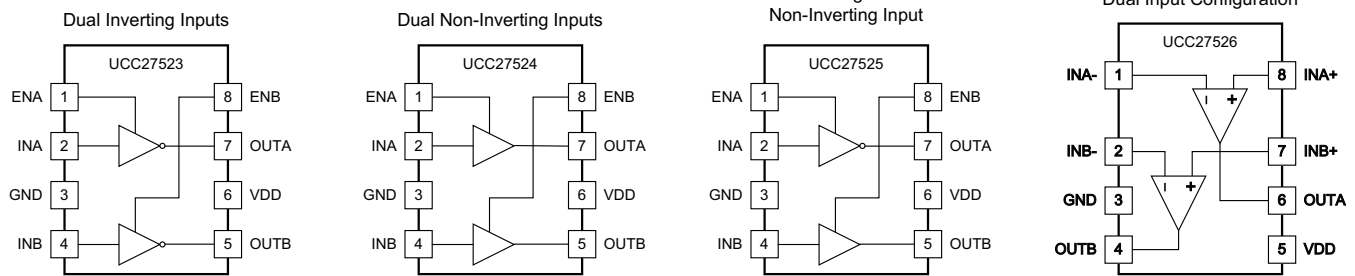 Dual Inverting Inputs
UCC27523
ENA 1 8 ENB
INA 2 7 OUTA
GND 3 6 VDD
INB 4 5 OUTB
Dual Non-Inverting Inputs
UCC27524
ENA 1 8 ENB
INA 2 7 OUTA
GND 3 6 VDD
INB 4 5 OUTB
Non-Inverting Input
UCC27525
ENA 1 8 ENB
INA 2 7 OUTA
GND 3 6 VDD
INB 4 5 OUTB
Dual Input Configuration
UCC27526
INA- 1 8 INA+
- +
INB- 2 7 INB+
- +
GND 3 6 OUTA
OUTB 4 5 VDD